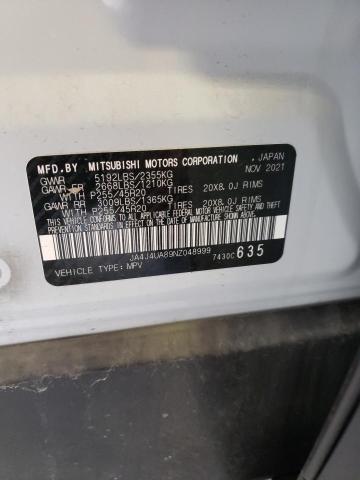 MFD.BY MITSUBISHI MOTORS CORPORATION , JAPAN
GVWR 5192LBS/2355KG NOV 2021
GAWR FR 2668LBS/1210KG
WITH P255/45R20 TIRES 20X8.0J RIMS
GAWR RR 3009LBS/1365KG
WITH P255/45R20 TIRES 20X8.0J RIMS
THIS VEHICLE CONFORMS TO ALL APPLICABLE FEDERAL MOTOR VEHICLE SAFETY, BUMPER, AND THEFT
PREVENTION STANDARDS IN EFFECT ON THE DATE OF MANUFACTURE SHOWN ABOVE.
JA4J4UA89NZ048999 7430C 635
VEHICLE TYPE: MPV